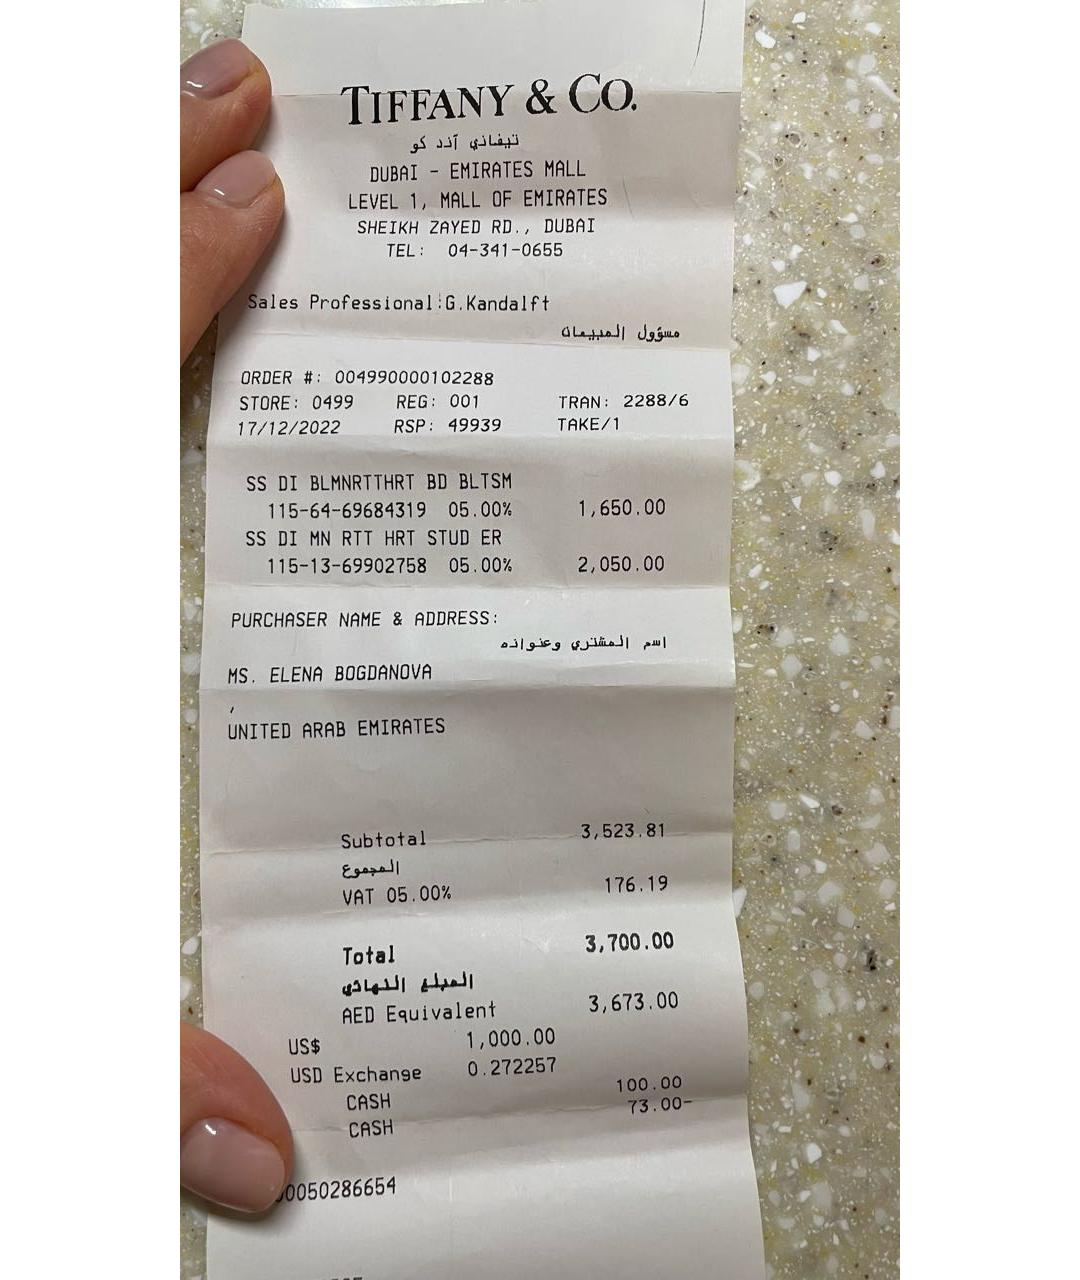 TIFFANY & CO.
تيفاني آند كو
DUBAI - EMIRATES MALL
LEVEL 1, MALL OF EMIRATES
SHEIKH ZAYED RD., DUBAI
TEL: 04-341-0655
Sales Professional:G.Kandalft
مسؤول المبيعات
ORDER #: 004990000102288
STORE: 0499 REG: 001 TRAN: 2288/6
17/12/2022 RSP: 49939 TAKE/1
SS DI BLMNRTTHRT BD BLTSM
115-64-69684319 05.00% 1,650.00
SS DI MN RTT HRT STUD ER
115-13-69902758 05.00% 2,050.00
PURCHASER NAME & ADDRESS:
اسم المشتري وعنوانه
MS. ELENA BOGDANOVA
,
UNITED ARAB EMIRATES
Subtotal 3,523.81
المجموع
VAT 05.00% 176.19
Total 3,700.00
المبلغ النهائي
AED Equivalent 3,673.00
US$ 1,000.00
USD Exchange 0.272257
CASH 100.00
CASH 73.00-
0050286654